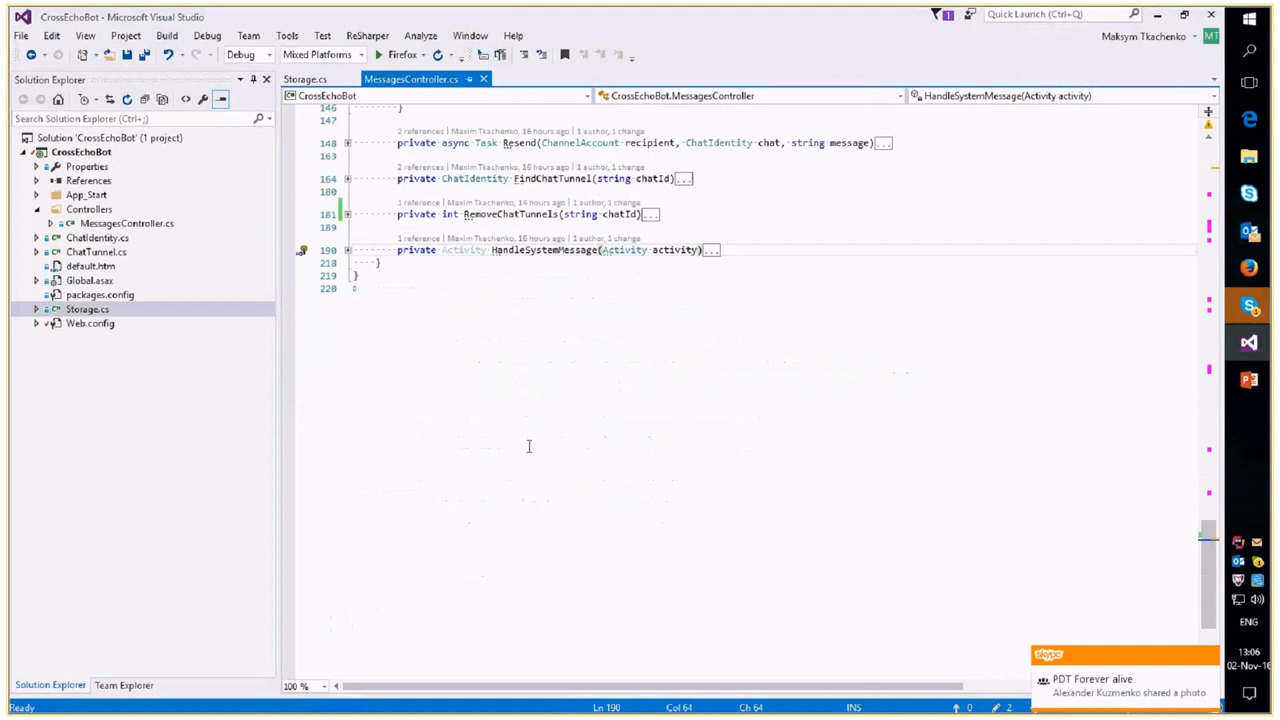 CrossEchoBot - Microsoft Visual Studio
1
Quick Launch (Ctrl+Q)
File Edit View Project Build Debug Team Tools Test ReSharper Analyze Window Help
Maksym Tkachenko MT
Debug Mixed Platforms Firefox
Solution Explorer
Storage.cs MessagesController.cs
CrossEchoBot CrossEchoBot.MessagesController HandleSystemMessage(Activity activity)
Search Solution Explorer (Ctrl+;)
Solution 'CrossEchoBot' (1 project)
CrossEchoBot
Properties
References
App_Start
Controllers
MessagesController.cs
ChatIdentity.cs
ChatTunnel.cs
default.htm
Global.asax
packages.config
Storage.cs
Web.config
146 }
147
2 references | Maxim Tkachenko, 16 hours ago | 1 author, 1 change
148 private async Task Resend(ChannelAccount recipient, ChatIdentity chat, string message)...
163
2 references | Maxim Tkachenko, 16 hours ago | 1 author, 1 change
164 private ChatIdentity FindChatTunnel(string chatId)...
180
1 reference | Maxim Tkachenko, 14 hours ago | 1 author, 1 change
181 private int RemoveChatTunnels(string chatId)...
189
1 reference | Maxim Tkachenko, 16 hours ago | 1 author, 1 change
190 private Activity HandleSystemMessage(Activity activity)...
218 }
219 }
220
Solution Explorer Team Explorer
100 %
Ready Ln 190 Col 64 Ch 64 INS 0 2
skype
PDT Forever alive
Alexander Kuzmenko shared a photo
ENG
13:06
02-Nov-16